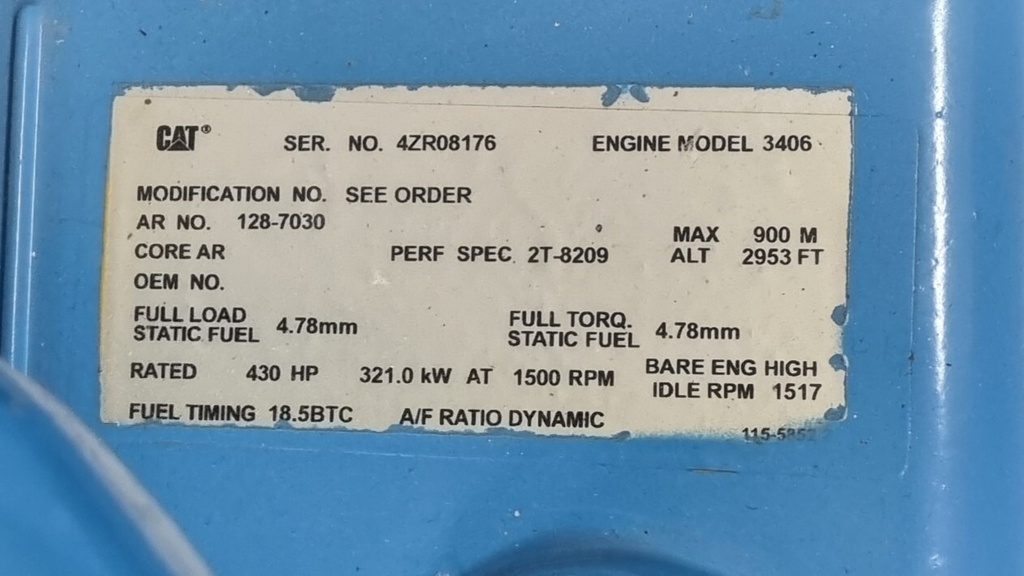 CAT® SER. NO. 4ZR08176 ENGINE MODEL 3406
MODIFICATION NO. SEE ORDER
AR NO. 128-7030
CORE AR PERF SPEC 2T-8209 MAX ALT 900 M 2953 FT
OEM NO.
FULL LOAD STATIC FUEL 4.78mm FULL TORQ. STATIC FUEL 4.78mm
RATED 430 HP 321.0 kW AT 1500 RPM BARE ENG HIGH IDLE RPM 1517
FUEL TIMING 18.5BTC A/F RATIO DYNAMIC